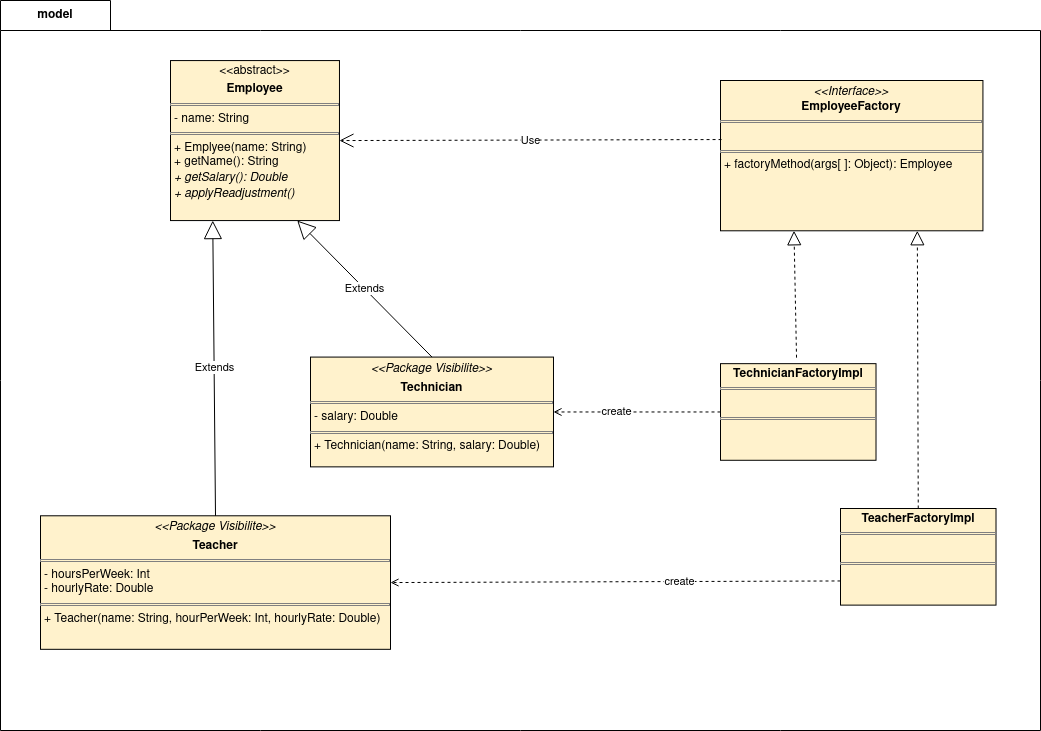 model
<<abstract>>
Employee
- name: String
+ Emplyee(name: String)
+ getName(): String
+ getSalary(): Double
+ applyReadjustment()
<<Interface>>
EmployeeFactory
+ factoryMethod(args[ ]: Object): Employee
Use
Extends
Extends
<<Package Visibilite>>
Technician
- salary: Double
+ Technician(name: String, salary: Double)
TechnicianFactoryImpl
create
<<Package Visibilite>>
Teacher
- hoursPerWeek: Int
- hourlyRate: Double
+ Teacher(name: String, hourPerWeek: Int, hourlyRate: Double)
TeacherFactoryImpl
create